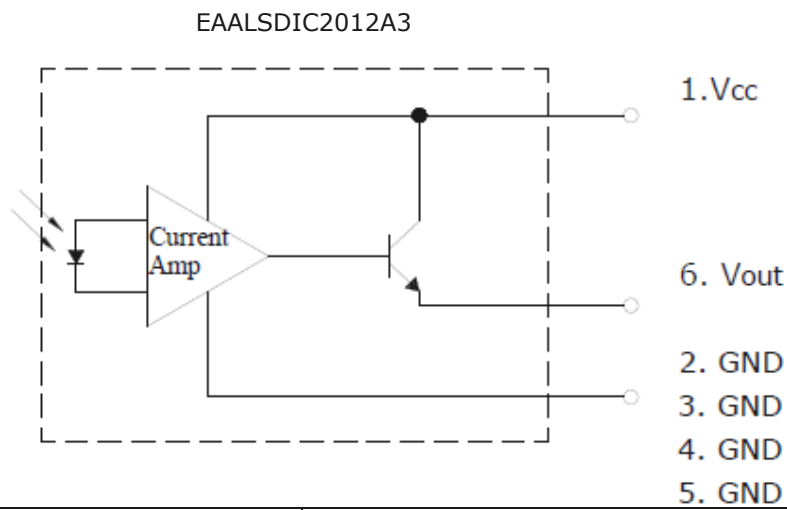 EAALSDIC2012A3
1.Vcc
Current
Amp
6. Vout
2. GND
3. GND
4. GND
5. GND